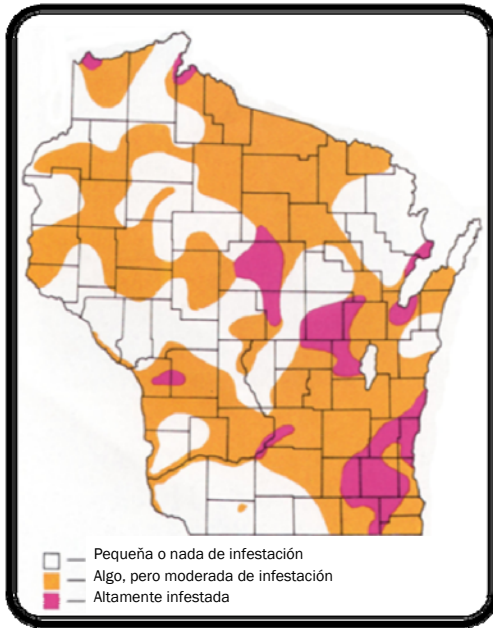 Pequeña o nada de infestación
Algo, pero moderada de infestación
Altamente infestada